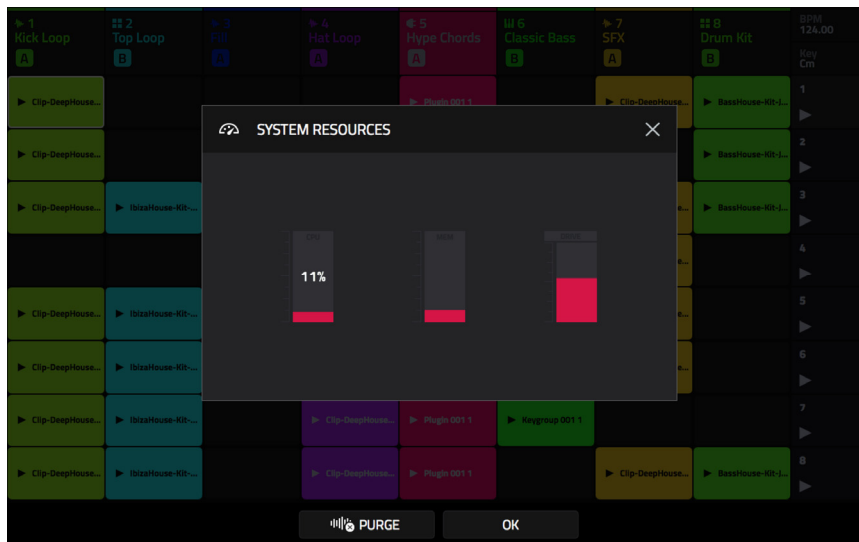 1
Kick Loop
A
2
Top Loop
B
3
Fill
A
4
Hat Loop
A
5
Hype Chords
A
6
Classic Bass
B
7
SFX
A
8
Drum Kit
B
BPM
124.00
Key
Cm
Clip-DeepHouse...
Plugin 001 1
Clip-DeepHouse...
BassHouse-Kit-J...
1
SYSTEM RESOURCES
Clip-DeepHouse...
BassHouse-Kit-J...
2
Clip-DeepHouse...
IbizaHouse-Kit-...
e...
BassHouse-Kit-J...
3
CPU
MEM
11%
e...
4
Clip-DeepHouse...
IbizaHouse-Kit-...
e...
5
Clip-DeepHouse...
IbizaHouse-Kit-...
e...
6
Clip-DeepHouse...
IbizaHouse-Kit-...
Clip-DeepHouse...
Plugin 001 1
Keygroup 001 1
7
Clip-DeepHouse...
IbizaHouse-Kit-...
Clip-DeepHouse...
Plugin 001 1
Clip-DeepHouse...
BassHouse-Kit-J...
8
PURGE
OK